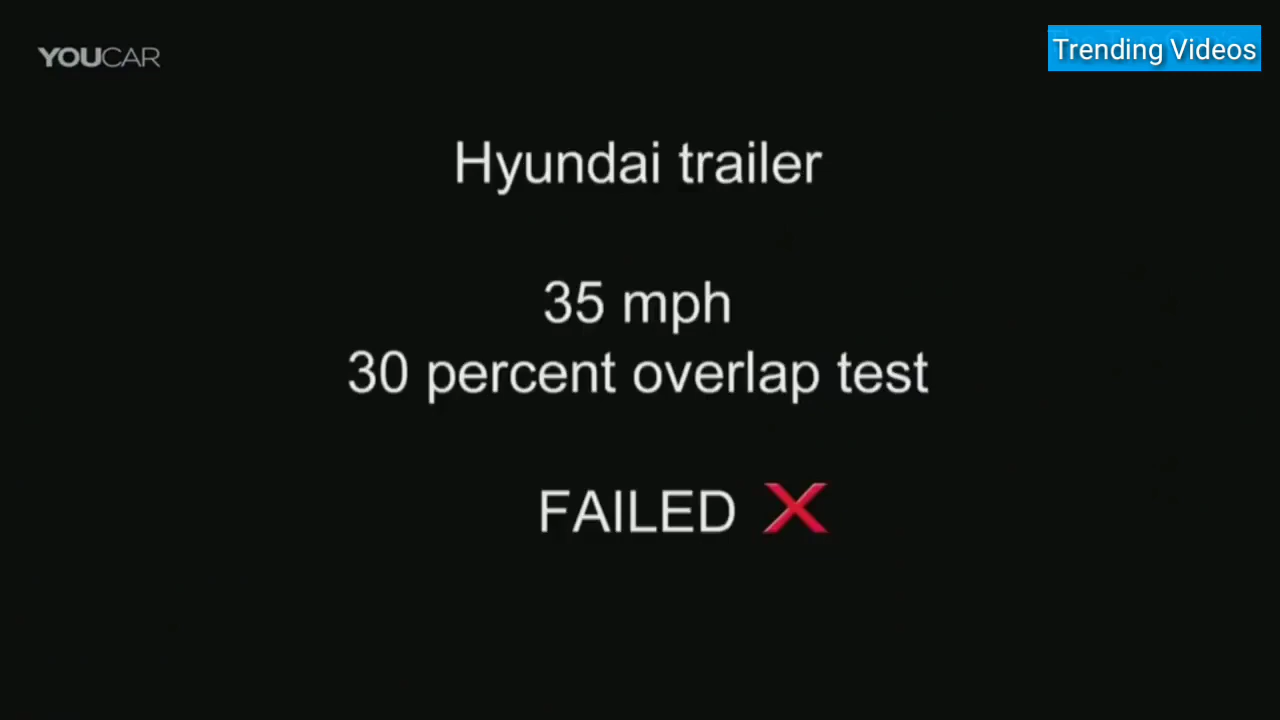 YOUCAR
Trending Videos
Hyundai trailer
35 mph
30 percent overlap test
FAILED